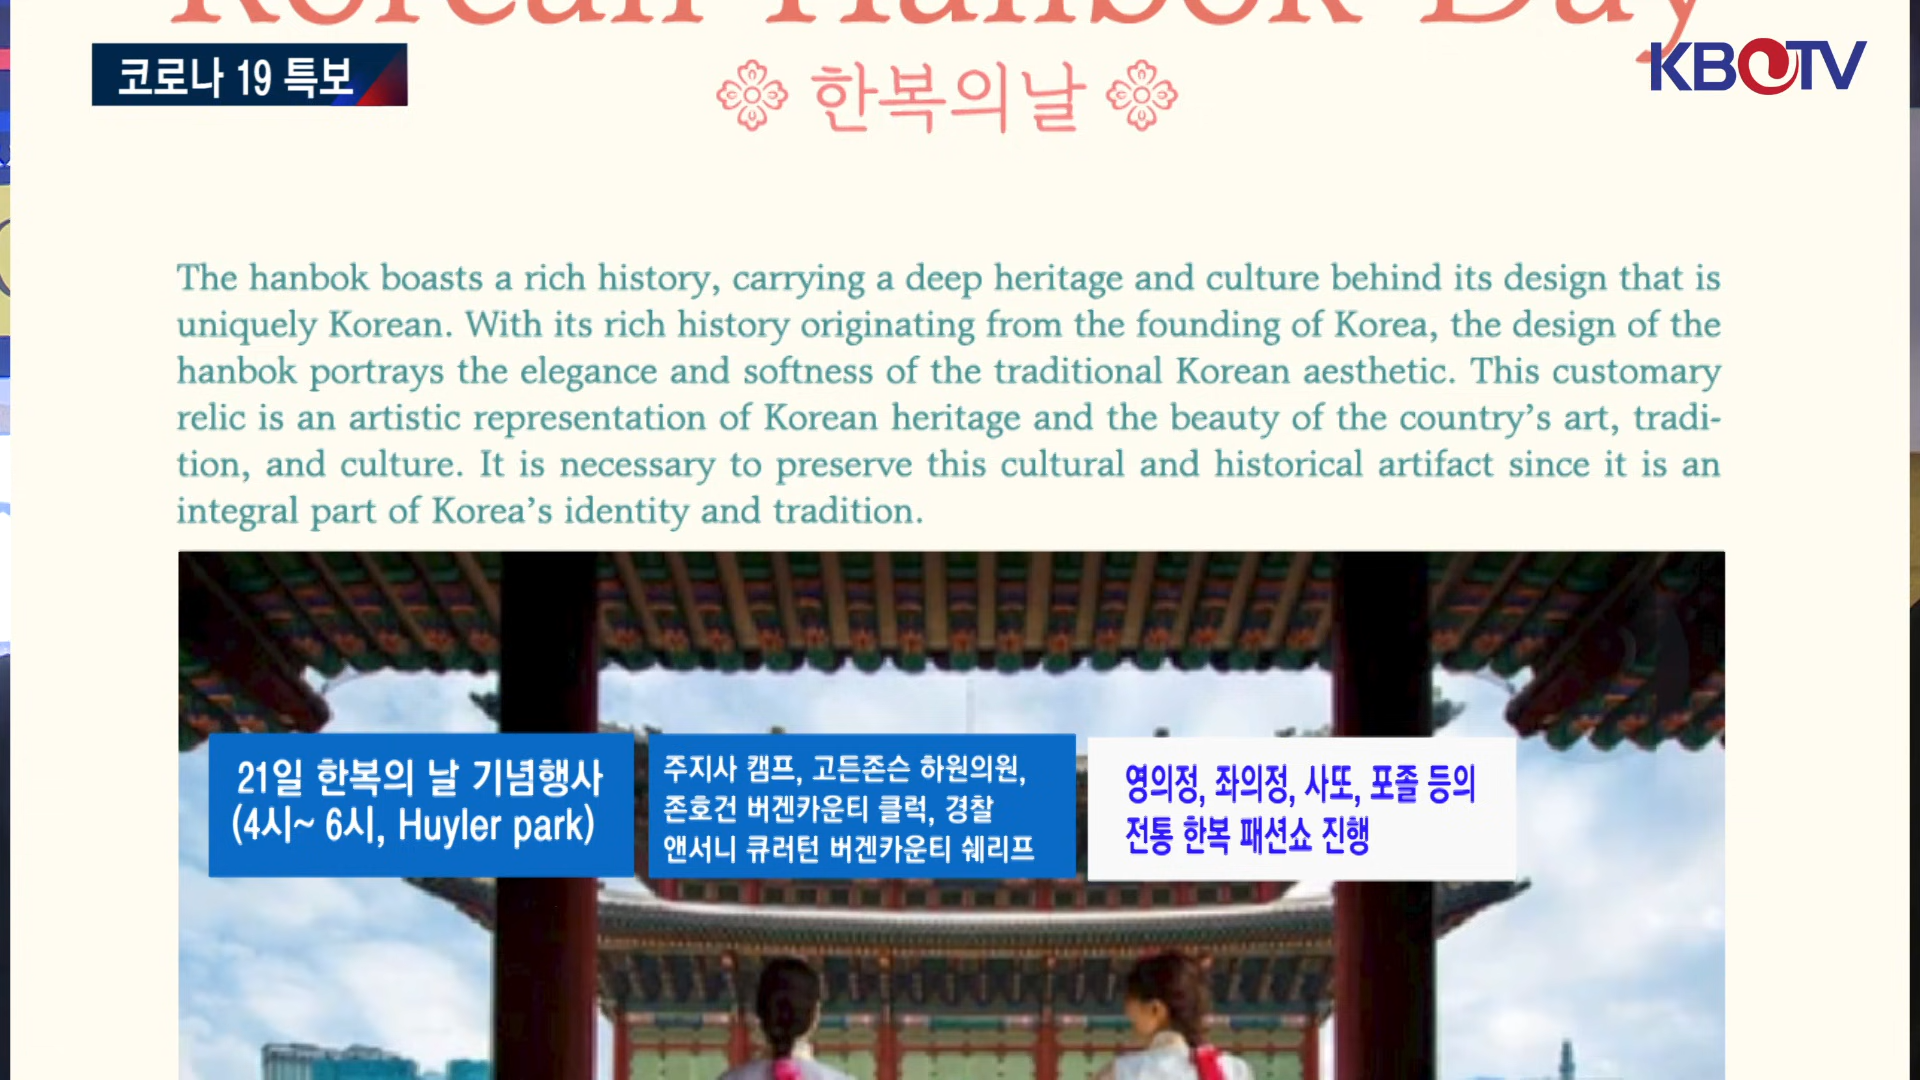 Korean Hanbok Day
코로나 19 특보
KBTV
한복의날
The hanbok boasts a rich history, carrying a deep heritage and culture behind its design that is
uniquely Korean. With its rich history originating from the founding of Korea, the design of the
hanbok portrays the elegance and softness of the traditional Korean aesthetic. This customary
relic is an artistic representation of Korean heritage and the beauty of the country’s art, tradi-
tion, and culture. It is necessary to preserve this cultural and historical artifact since it is an
integral part of Korea’s identity and tradition.
21일 한복의 날 기념행사
(4시~ 6시, Huyler park)
주지사 캠프, 고든존슨 하원의원,
존호건 버겐카운티 클럭, 경찰
앤서니 큐러턴 버겐카운티 쉐리프
영의정, 좌의정, 사또, 포졸 등의
전통 한복 패션쇼 진행